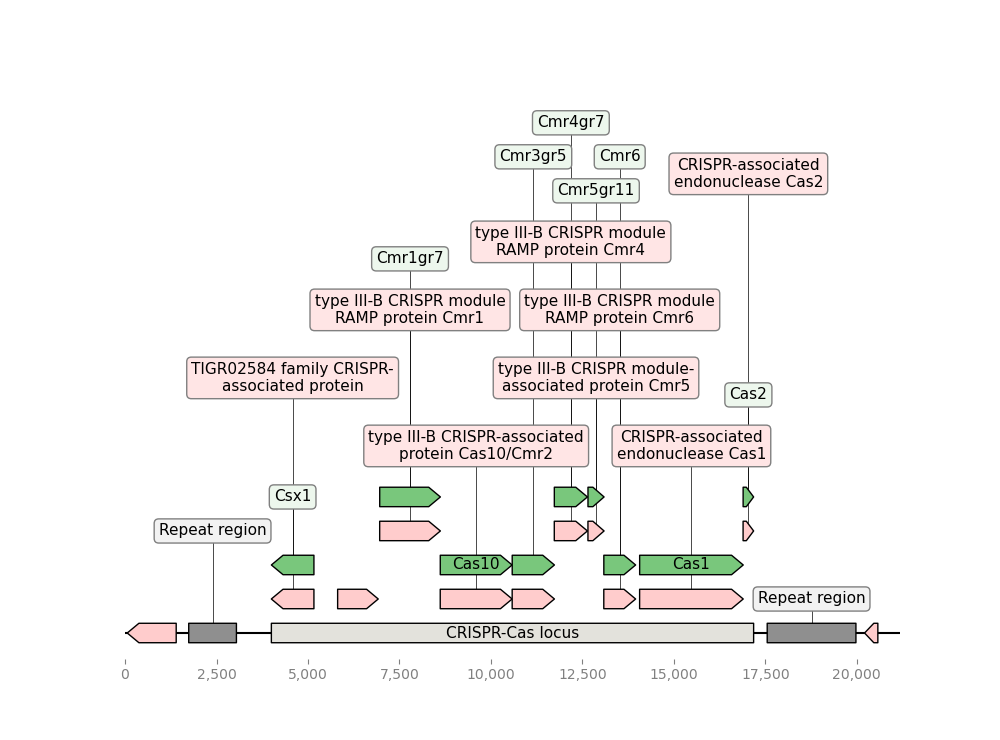 Cmr4gr7
Cmr3gr5
Cmr6
CRISPR-associated
endonuclease Cas2
Cmr5gr11
type III-B CRISPR module
RAMP protein Cmr4
Cmr1gr7
type III-B CRISPR module
RAMP protein Cmr1
type III-B CRISPR module
RAMP protein Cmr6
TIGR02584 family CRISPR-
associated protein
type III-B CRISPR module-
associated protein Cmr5
Cas2
type III-B CRISPR-associated
protein Cas10/Cmr2
CRISPR-associated
endonuclease Cas1
Csx1
Repeat region
Cas10
Cas1
Repeat region
CRISPR-Cas locus
0
2,500
5,000
7,500
10,000
12,500
15,000
17,500
20,000